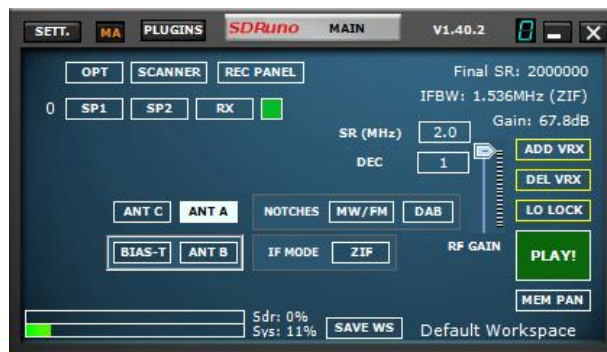 SETT. MA PLUGINS SDRuno MAIN V1.40.2 0
OPT SCANNER REC PANEL Final SR: 2000000
IFBW: 1.536MHz (ZIF)
0 SP1 SP2 RX Gain: 67.8dB
SR (MHz) 2.0
ADD VRX
DEC 1
DEL VRX
ANT C ANT A NOTCHES MW/FM DAB LO LOCK
BIAS-T ANT B IF MODE ZIF RF GAIN PLAY!
MEM PAN
Sdr: 0%
Sys: 11% SAVE WS Default Workspace